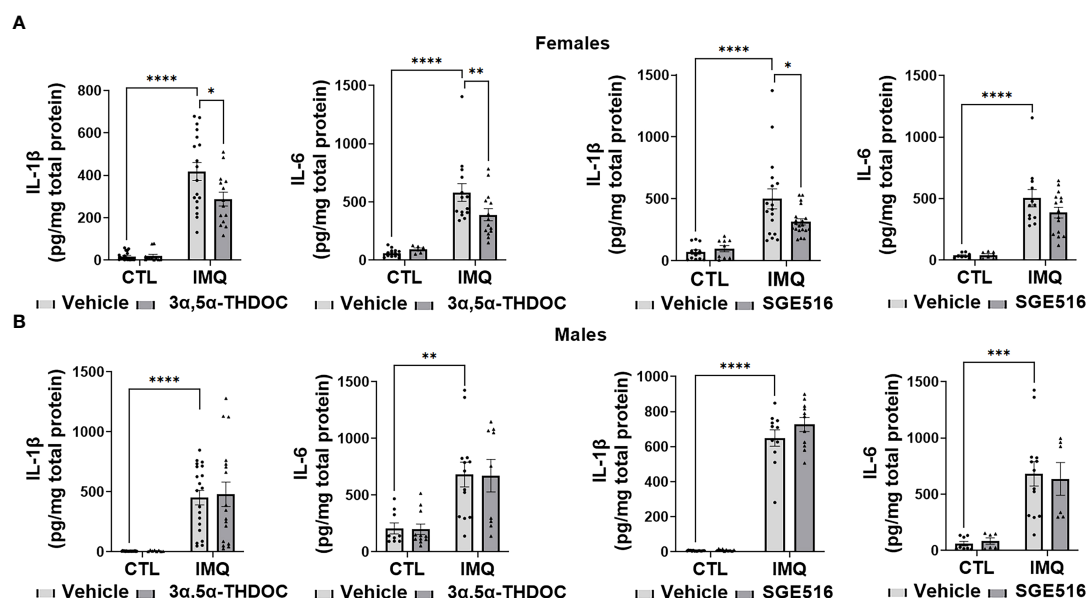 A
Females
IL-1β
(pg/mg total protein)
800
600
400
200
0
****
*
CTL
IMQ
Vehicle 3α,5α-THDOC
IL-6
(pg/mg total protein)
1500
1000
500
0
****
**
CTL
IMQ
Vehicle 3α,5α-THDOC
IL-1β
(pg/mg total protein)
1500
1000
500
0
****
*
CTL
IMQ
Vehicle SGE516
IL-6
(pg/mg total protein)
1500
1000
500
0
****
CTL
IMQ
Vehicle SGE516
B
Males
IL-1β
(pg/mg total protein)
1500
1000
500
0
****
CTL
IMQ
Vehicle 3α,5α-THDOC
IL-6
(pg/mg total protein)
1500
1000
500
0
**
CTL
IMQ
Vehicle 3α,5α-THDOC
IL-1β
(pg/mg total protein)
1000
800
600
400
200
0
****
CTL
IMQ
Vehicle SGE516
IL-6
(pg/mg total protein)
1500
1000
500
0
***
CTL
IMQ
Vehicle SGE516